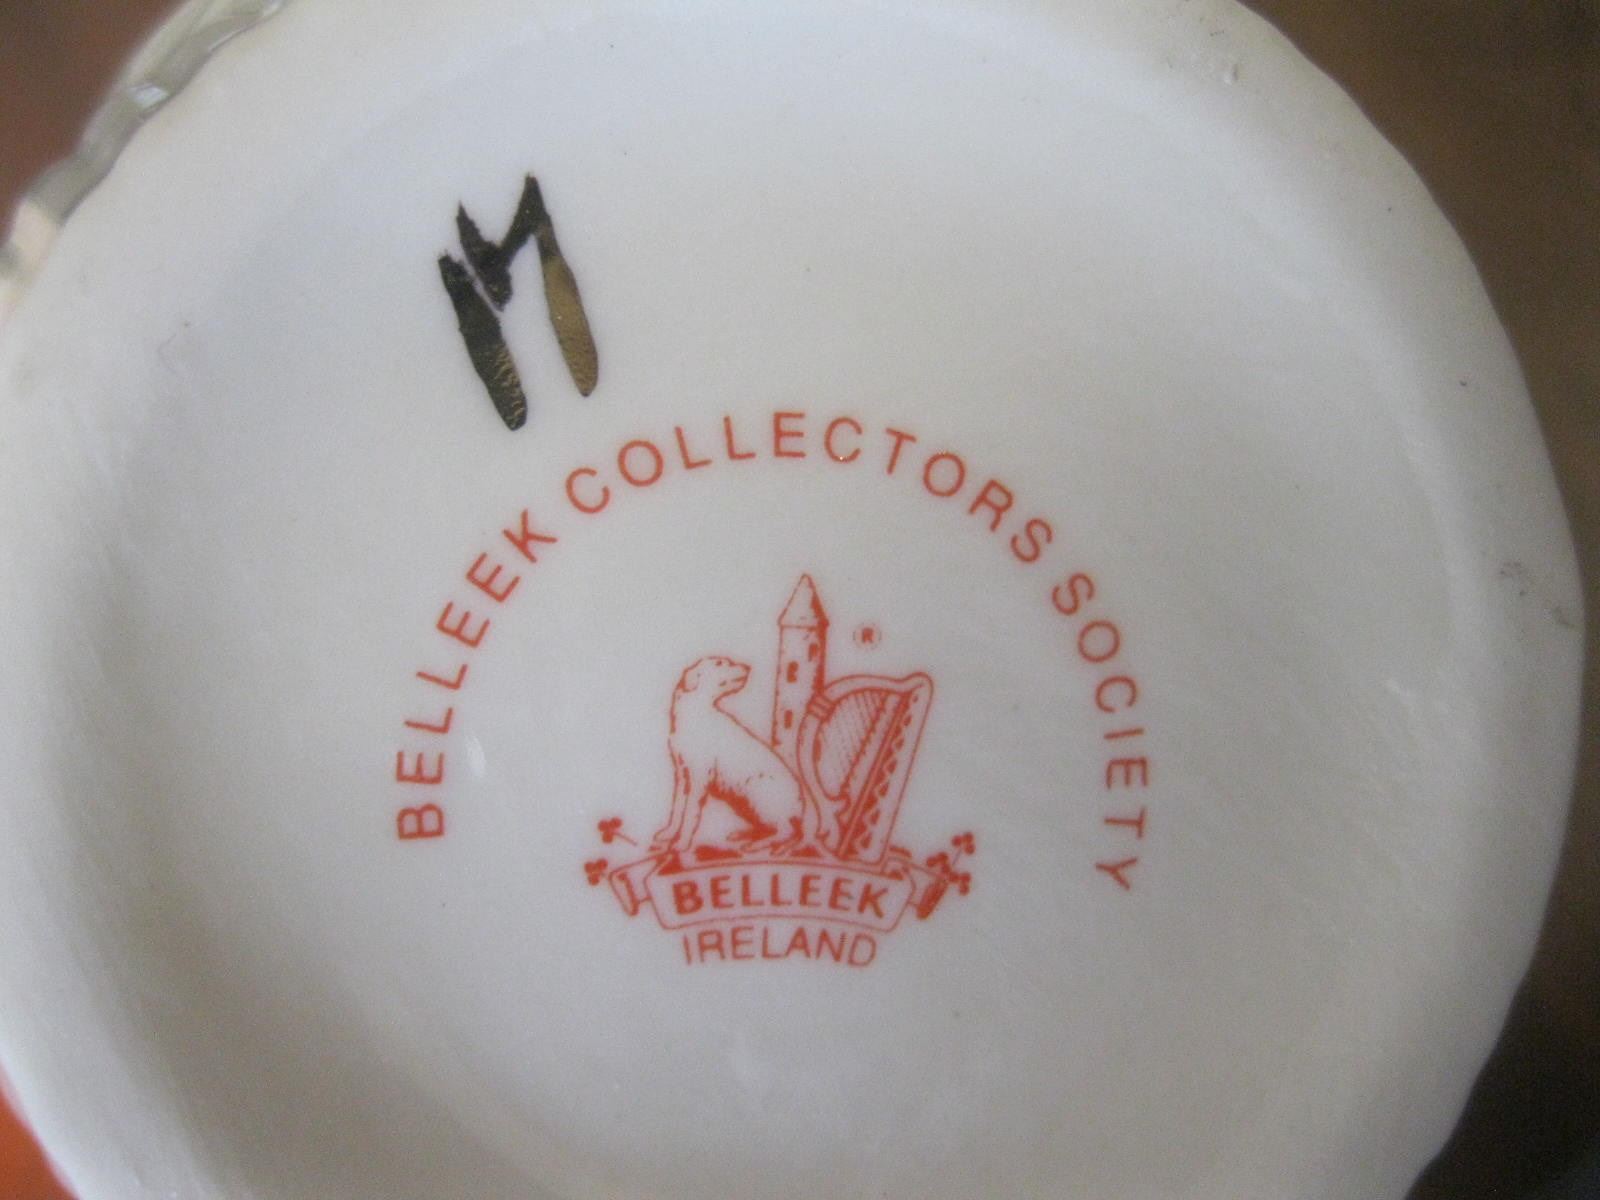 M
BELLEEK COLLECTORS SOCIETY
®
BELLEEK
IRELAND